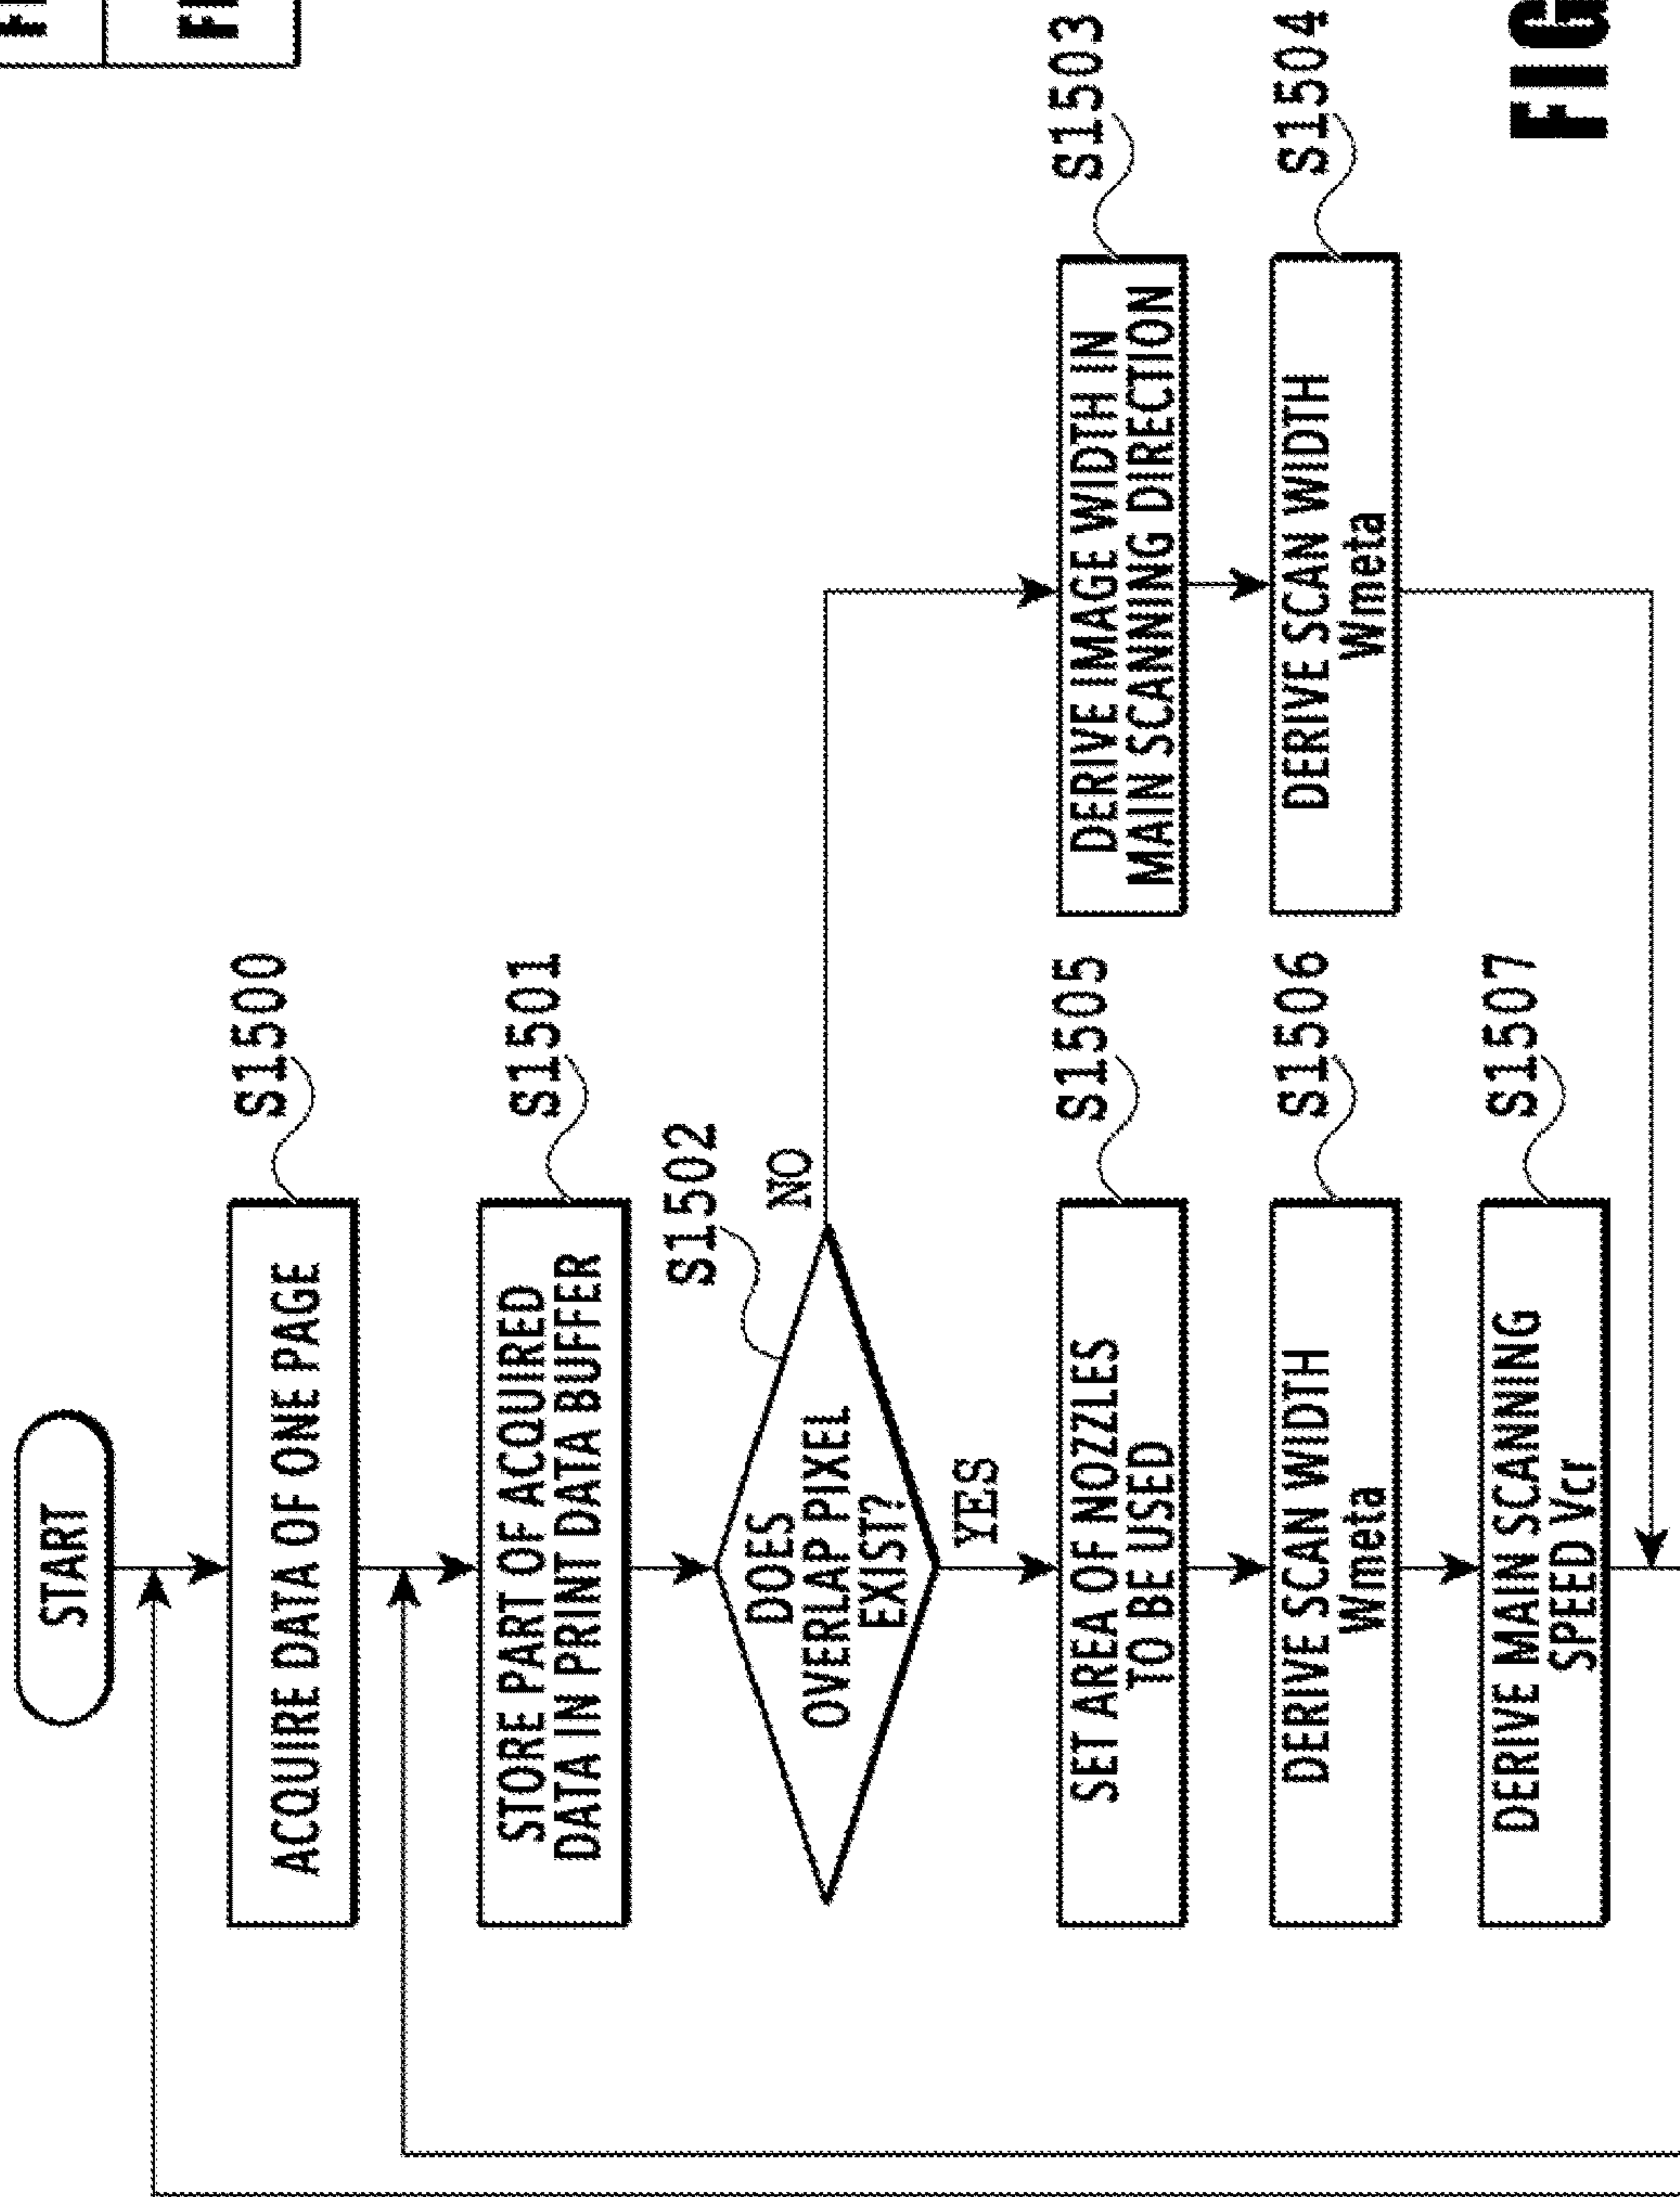 START
S1500
ACQUIRE DATA OF ONE PAGE
S1501
STORE PART OF ACQUIRED
DATA IN PRINT DATA BUFFER
S1502
DOES
OVERLAP PIXEL
EXIST?
NO
YES
S1503
DERIVE IMAGE WIDTH IN
MAIN SCANNING DIRECTION
S1504
DERIVE SCAN WIDTH
Wmeta
S1505
SET AREA OF NOZZLES
TO BE USED
S1506
DERIVE SCAN WIDTH
Wmeta
S1507
DERIVE MAIN SCANNING
SPEED Vcr
FIG